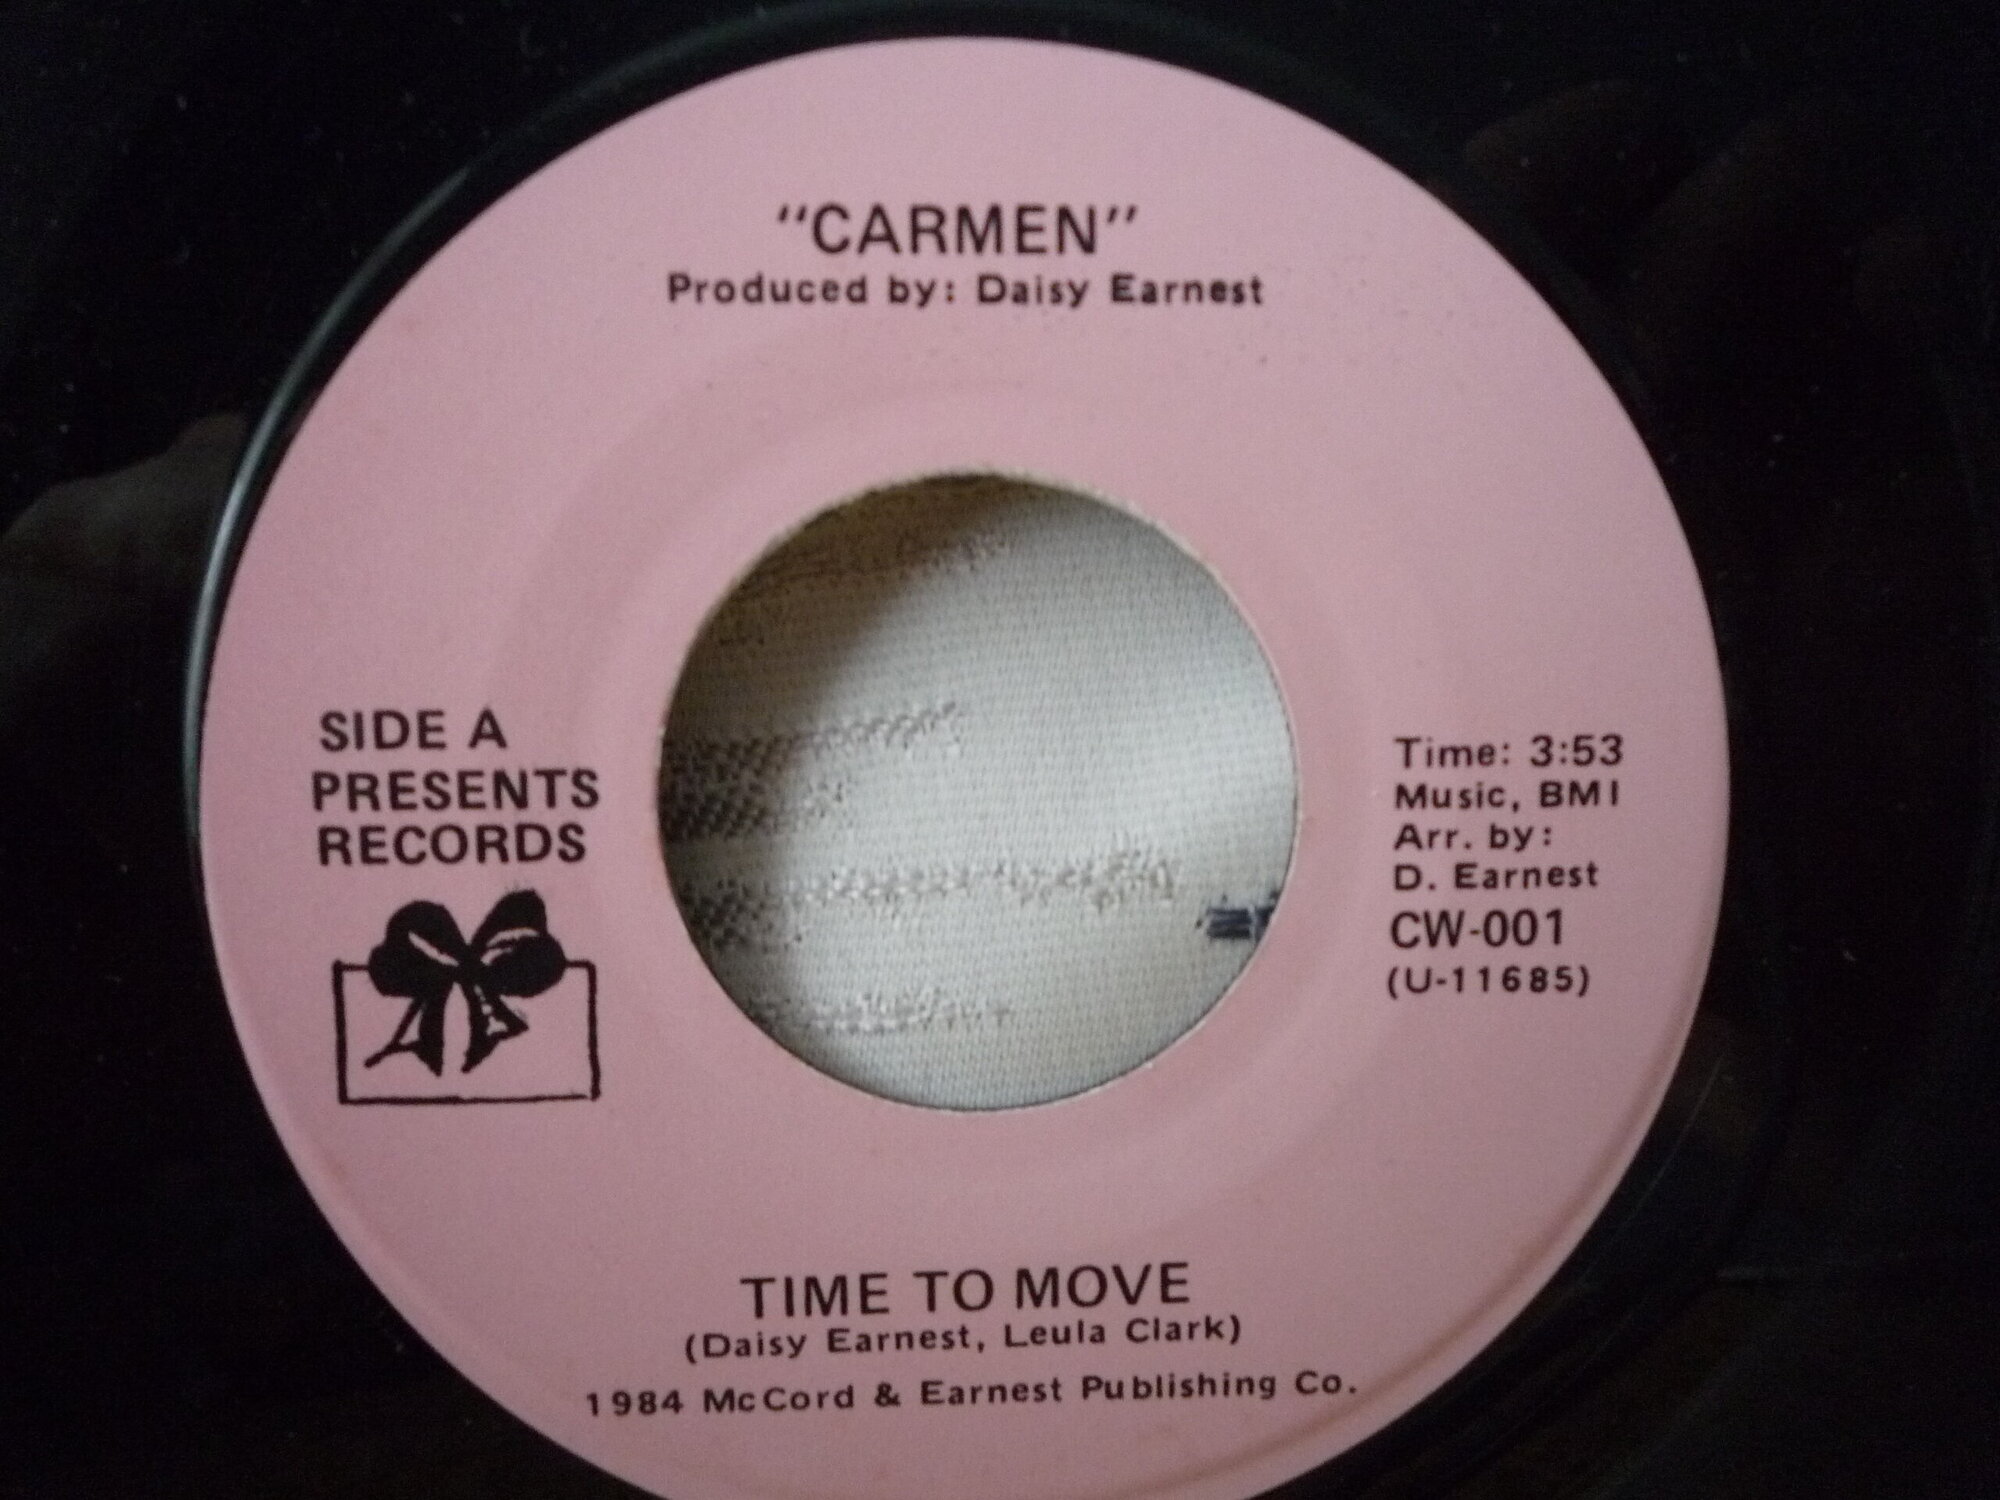 "CARMEN"
Produced by: Daisy Earnest
SIDE A
PRESENTS
RECORDS
Time: 3:53
Music, BMI
Arr. by:
D. Earnest
CW-001
(U-11685)
TIME TO MOVE
(Daisy Earnest, Leula Clark)
1984 McCord & Earnest Publishing Co.